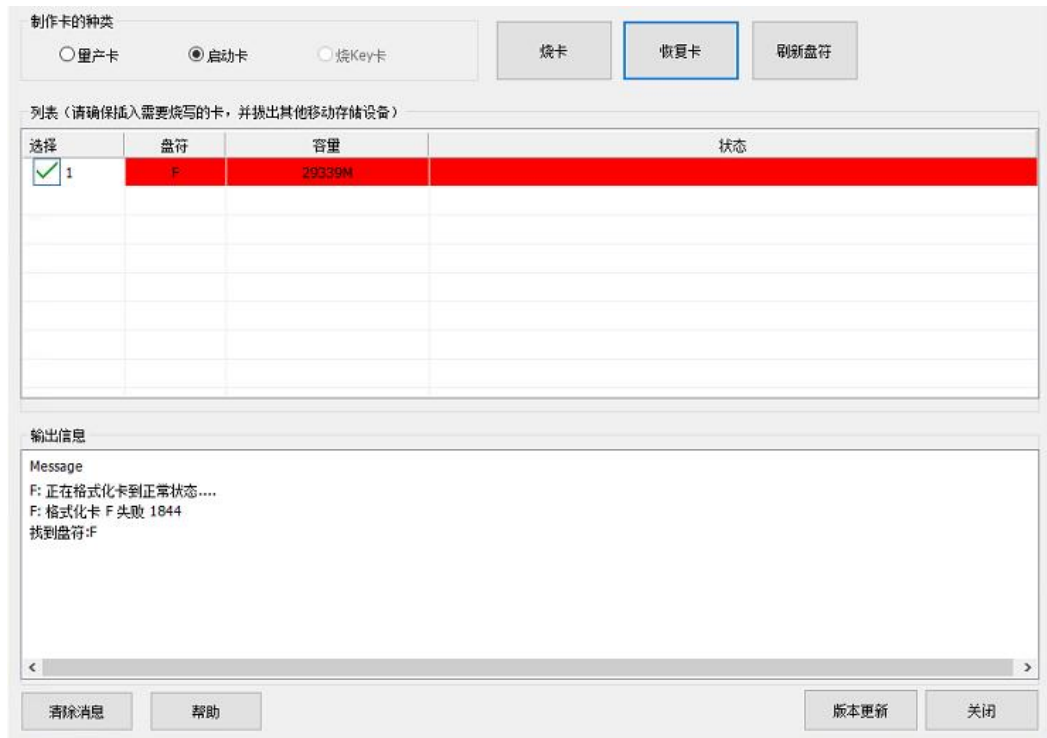 制作卡的种类
量产卡 启动卡 烧Key卡 烧卡 恢复卡 刷新盘符
列表（请确保插入需要烧写的卡，并拔出其他移动存储设备）
选择 盘符 容量 状态
1 F 29339M
输出信息
Message
F: 正在格式化卡到正常状态....
F: 格式化卡 F 失败 1844
找到盘符:F
清除消息 帮助 版本更新 关闭